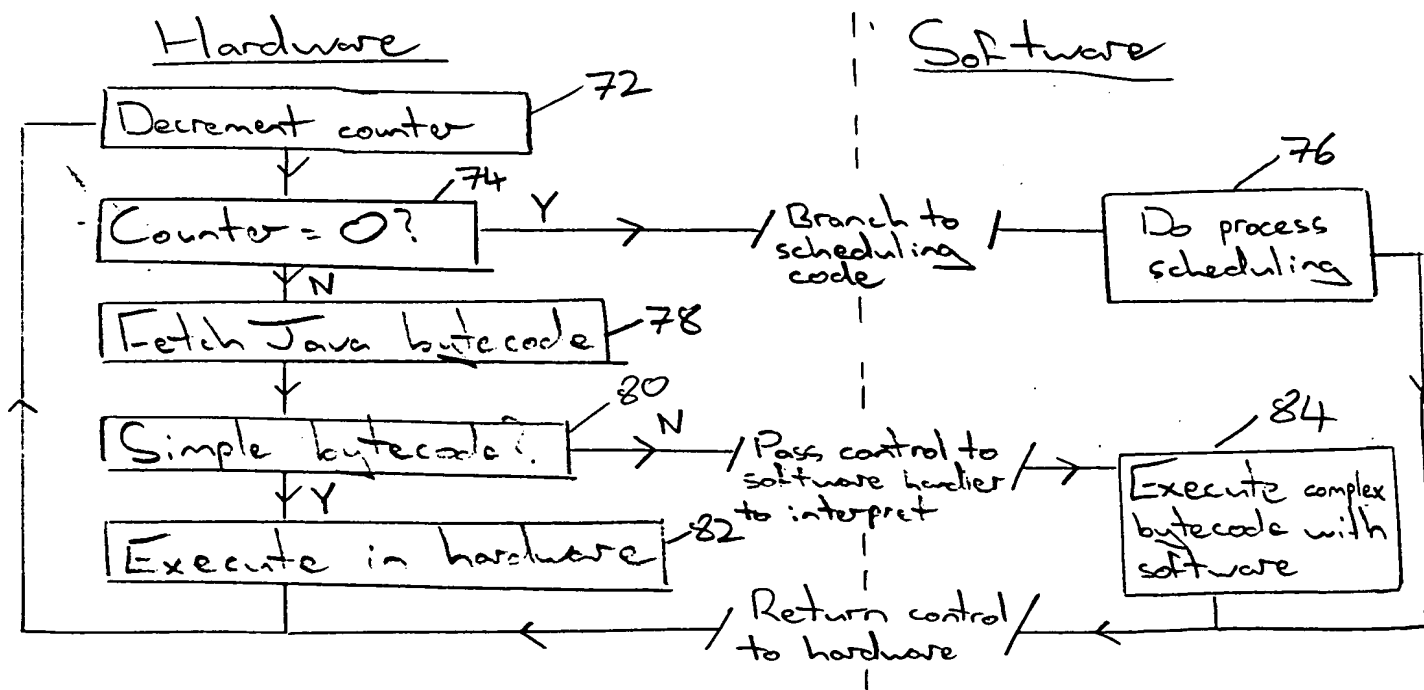 Hardware
Software
72
Decrement counter
74
76
Counter = 0?
Y
Branch to
scheduling
code
Do process
scheduling
N
Fetch Java bytecode
78
80
Simple bytecode?
N
Pass control to
software handler
to interpret
84
Execute complex
bytecode with
software
Y
Execute in hardware
82
Return control
to hardware